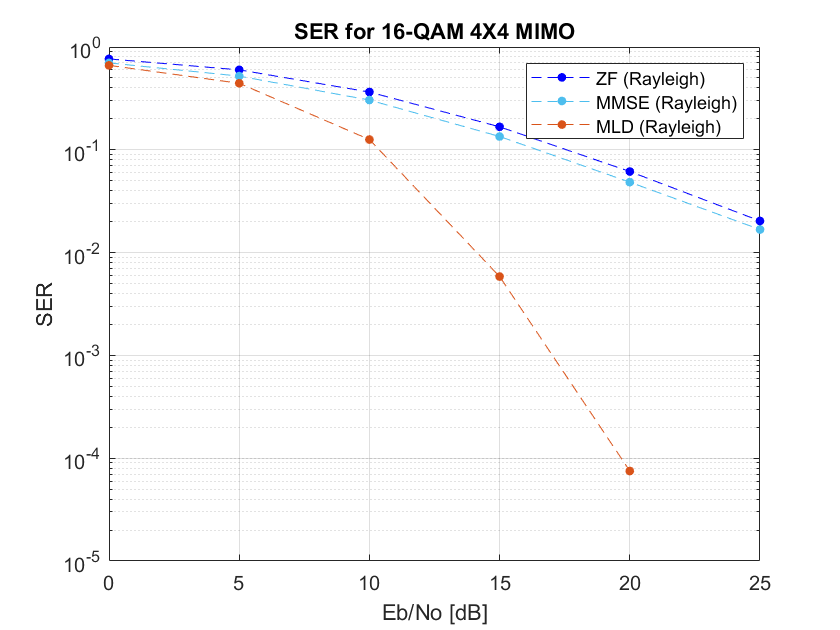 SER for 16-QAM 4X4 MIMO
ZF (Rayleigh)
MMSE (Rayleigh)
MLD (Rayleigh)
10^0
10^-1
10^-2
10^-3
10^-4
10^-5
SER
0 5 10 15 20 25
Eb/No [dB]